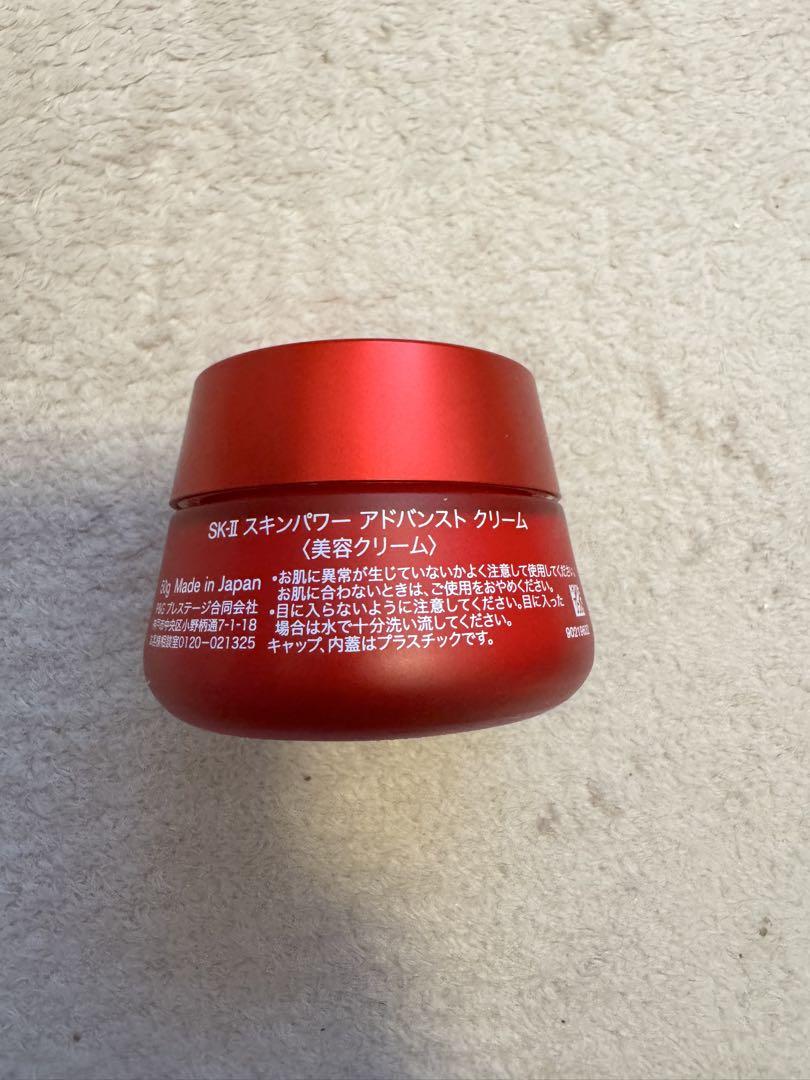 SK-II スキンパワー アドバンスト クリーム
〈美容クリーム〉
Made in Japan
P&G プレステージ合同会社
市中央区小野柄通7-1-18
相談室0120-021325
•お肌に異常が生じていないかよく注意して使用してください。
お肌に合わないときは、ご使用をおやめください。
•目に入らないように注意してください。目に入った
場合は水で十分洗い流してください。
キャップ、内蓋はプラスチックです。